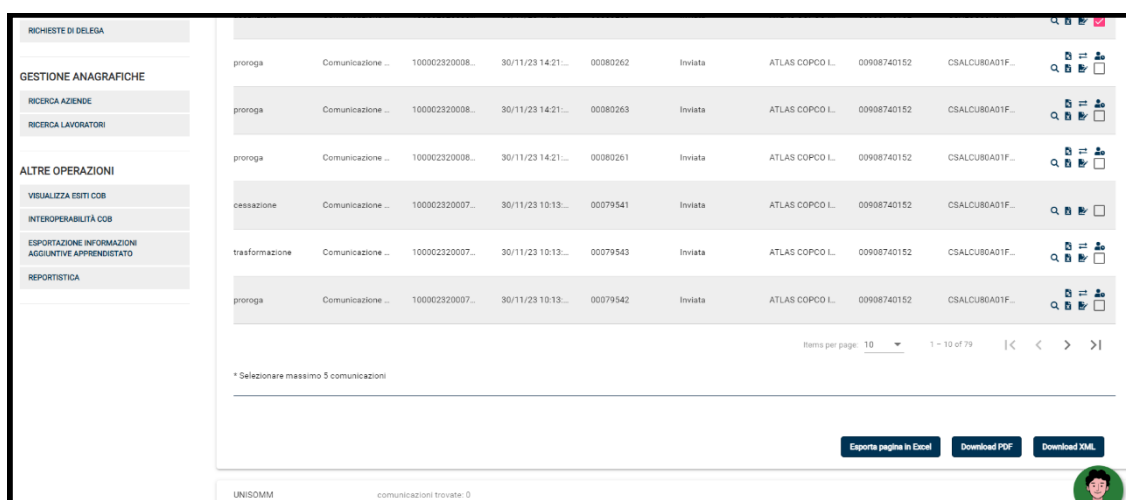 RICHIESTE DI DELEGA
GESTIONE ANAGRAFICHE
RICERCA AZIENDE
RICERCA LAVORATORI
ALTRE OPERAZIONI
VISUALIZZA ESITI COB
INTEROPERABILITÀ COB
ESPORTAZIONE INFORMAZIONI
AGGIUNTIVE APPRENDISTATO
REPORTISTICA
proroga Comunicazione ... 100002320008... 30/11/23 14:21:... 00080262 Inviata ATLAS COPCO I... 00908740152 CSALCU80A01F...
proroga Comunicazione ... 100002320008... 30/11/23 14:21:... 00080263 Inviata ATLAS COPCO I... 00908740152 CSALCU80A01F...
proroga Comunicazione ... 100002320008... 30/11/23 14:21:... 00080261 Inviata ATLAS COPCO I... 00908740152 CSALCU80A01F...
cessazione Comunicazione ... 100002320007... 30/11/23 10:13:... 00079541 Inviata ATLAS COPCO I... 00908740152 CSALCU80A01F...
trasformazione Comunicazione ... 100002320007... 30/11/23 10:13:... 00079543 Inviata ATLAS COPCO I... 00908740152 CSALCU80A01F...
proroga Comunicazione ... 100002320007... 30/11/23 10:13:... 00079542 Inviata ATLAS COPCO I... 00908740152 CSALCU80A01F...
Items per page: 10 1 – 10 of 79
* Selezionare massimo 5 comunicazioni
Esporta pagina in Excel Download PDF Download XML
UNISOMM comunicazioni trovate: 0